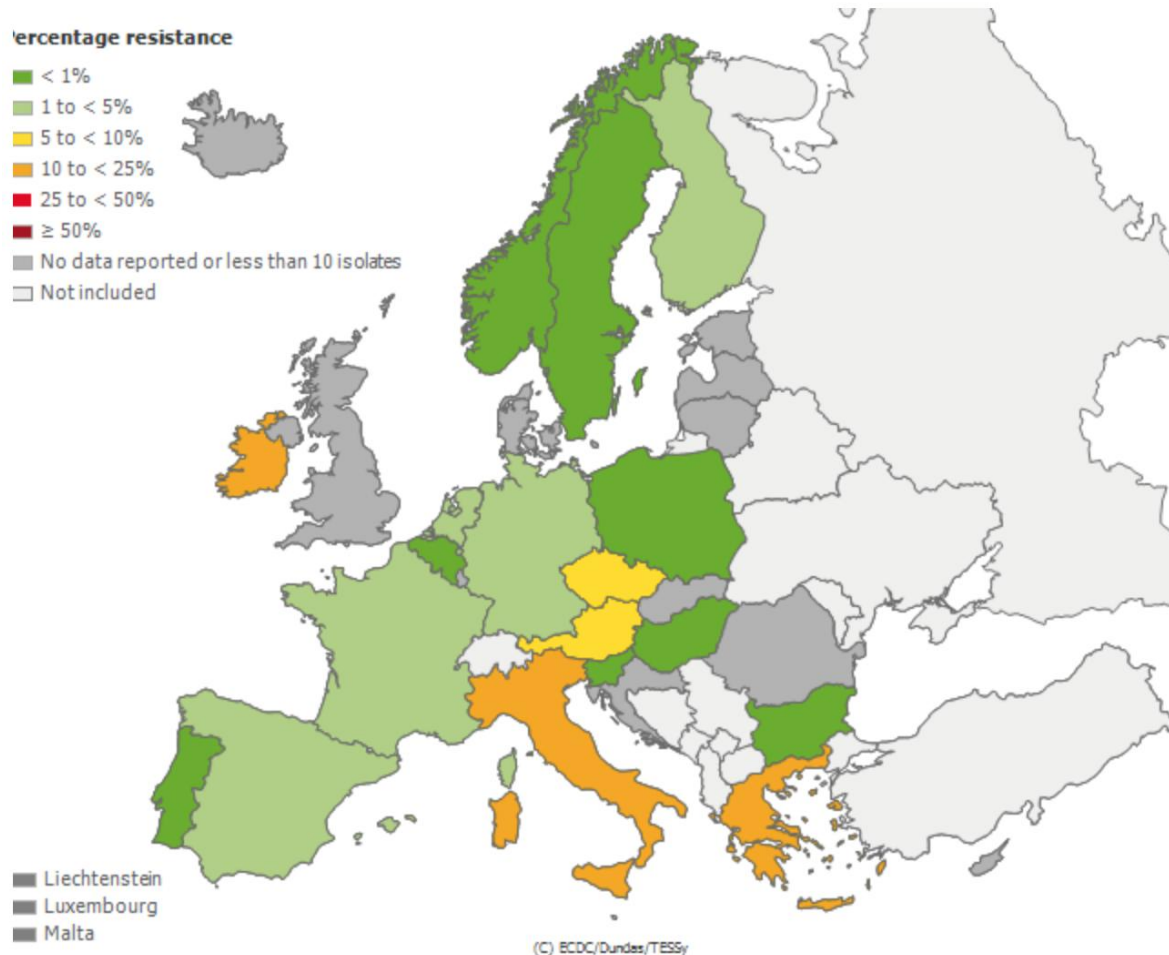 Percentage resistance
< 1%
1 to < 5%
5 to < 10%
10 to < 25%
25 to < 50%
≥ 50%
No data reported or less than 10 isolates
Not included
Liechtenstein
Luxembourg
Malta
(C) ECDC/Dundas/TESSy